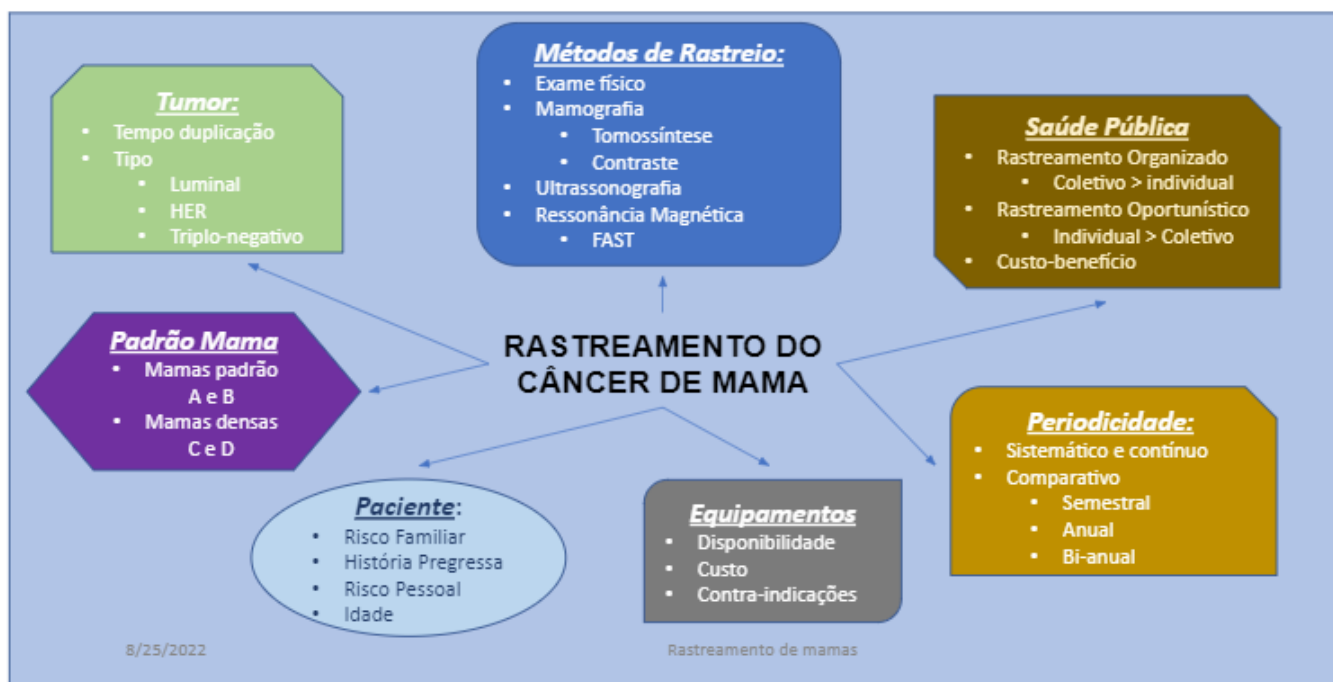 Métodos de Rastreio:
• Exame físico
• Mamografia
• Tomossíntese
• Contraste
• Ultrassonografia
• Ressonância Magnética
• FAST
Tumor:
• Tempo duplicação
• Tipo
• Luminal
• HER
• Triplo-negativo
Saúde Pública
• Rastreamento Organizado
• Coletivo > individual
• Rastreamento Oportunístico
• Individual > Coletivo
• Custo-benefício
RASTREAMENTO DO
CÂNCER DE MAMA
Padrão Mama
• Mamas padrão
A e B
• Mamas densas
C e D
Periodicidade:
• Sistemático e contínuo
• Comparativo
• Semestral
• Anual
• Bi-anual
Paciente:
• Risco Familiar
• História Pregressa
• Risco Pessoal
• Idade
Equipamentos
• Disponibilidade
• Custo
• Contra-indicações
8/25/2022
Rastreamento de mamas